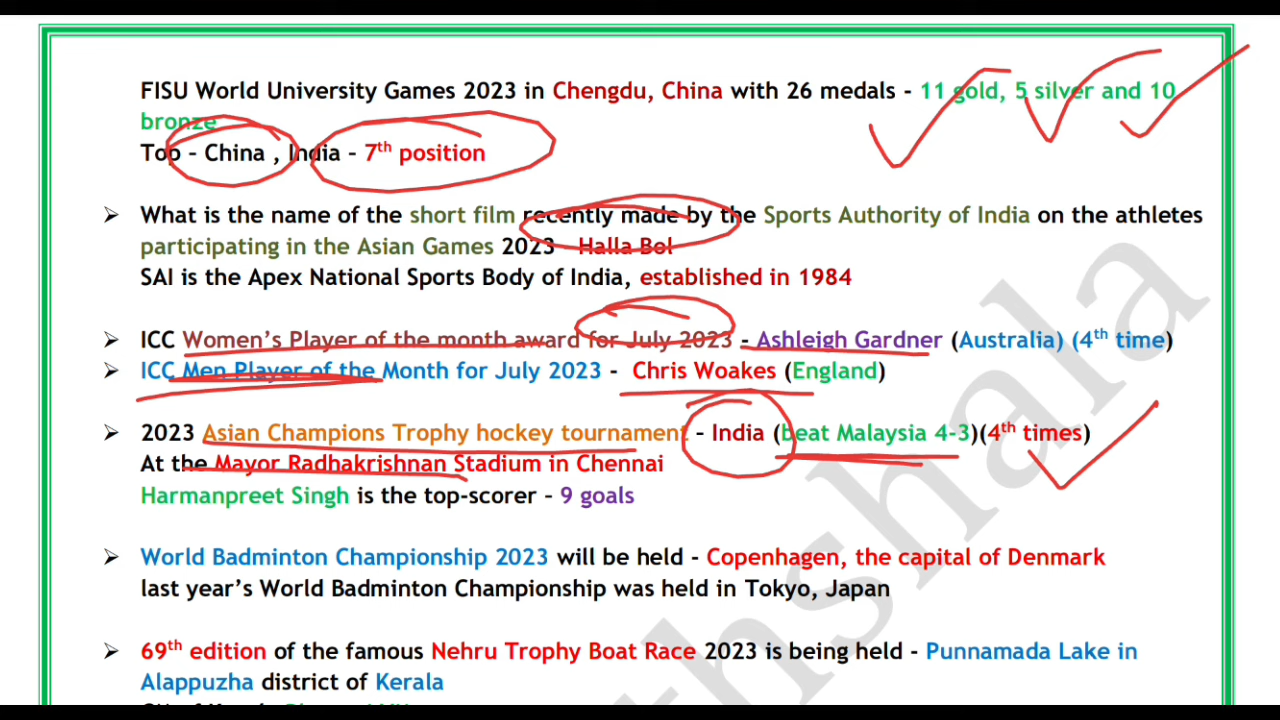 FISU World University Games 2023 in Chengdu, China with 26 medals - 11 gold, 5 silver and 10
bronze
Top - China , India - 7th position
➢ What is the name of the short film recently made by the Sports Authority of India on the athletes
participating in the Asian Games 2023 - Halla Bol
SAI is the Apex National Sports Body of India, established in 1984
➢ ICC Women's Player of the month award for July 2023 - Ashleigh Gardner (Australia) (4th time)
➢ ICC Men Player of the Month for July 2023 - Chris Woakes (England)
➢ 2023 Asian Champions Trophy hockey tournament - India (beat Malaysia 4-3)(4th times)
At the Mayor Radhakrishnan Stadium in Chennai
Harmanpreet Singh is the top-scorer - 9 goals
➢ World Badminton Championship 2023 will be held - Copenhagen, the capital of Denmark
last year's World Badminton Championship was held in Tokyo, Japan
➢ 69th edition of the famous Nehru Trophy Boat Race 2023 is being held - Punnamada Lake in
Alappuzha district of Kerala
thshala